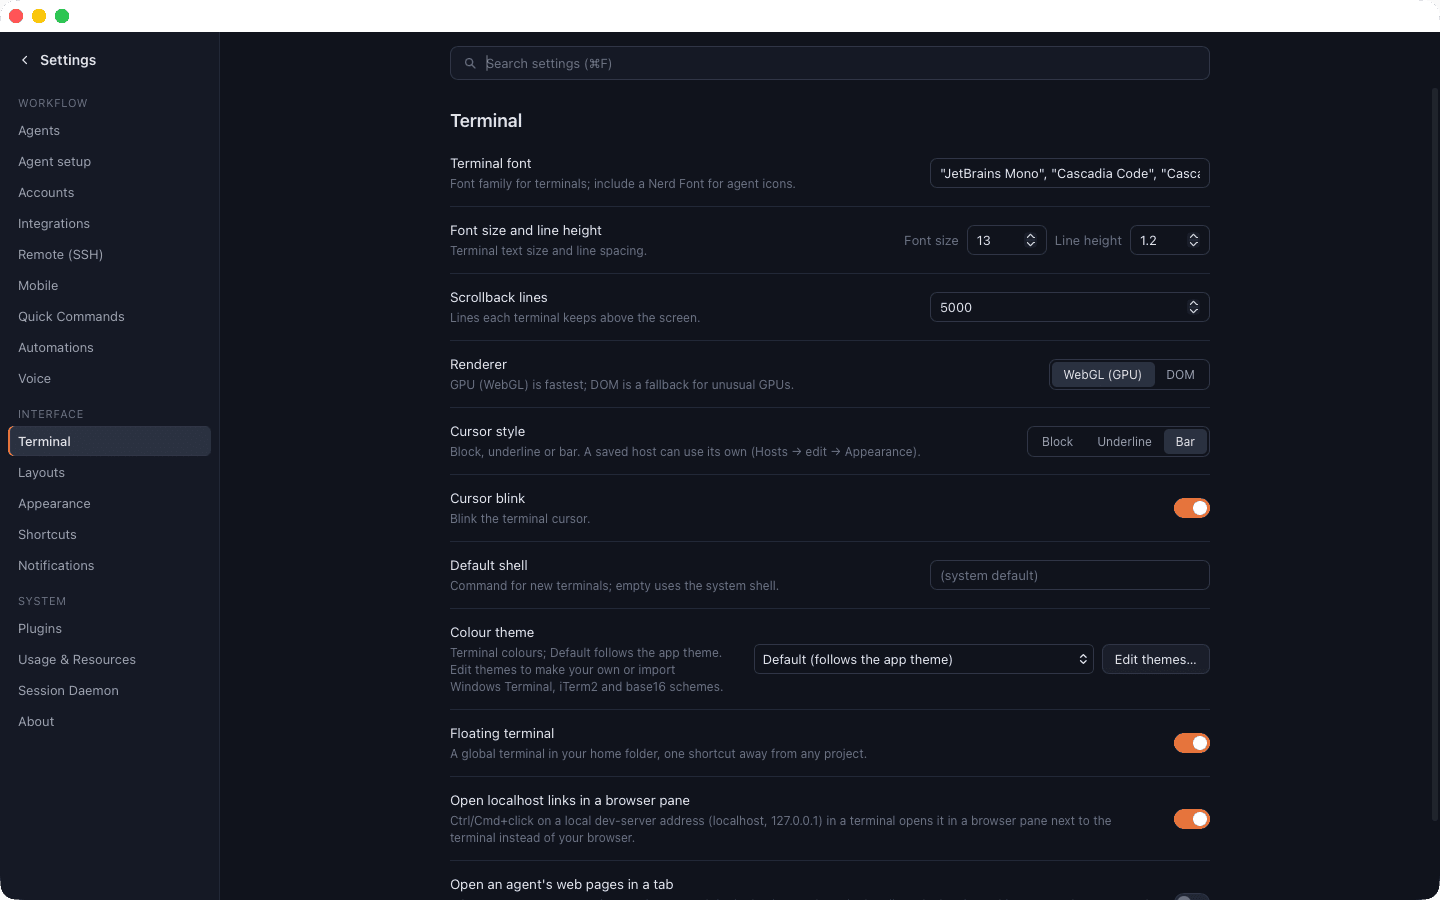 Settings
Search settings (⌘F)
WORKFLOW
Agents
Agent setup
Accounts
Integrations
Remote (SSH)
Mobile
Quick Commands
Automations
Voice
INTERFACE
Terminal
Layouts
Appearance
Shortcuts
Notifications
SYSTEM
Plugins
Usage & Resources
Session Daemon
About
Terminal
Terminal font
Font family for terminals; include a Nerd Font for agent icons.
"JetBrains Mono", "Cascadia Code", "Casca
Font size and line height
Terminal text size and line spacing.
Font size 13 Line height 1.2
Scrollback lines
Lines each terminal keeps above the screen.
5000
Renderer
GPU (WebGL) is fastest; DOM is a fallback for unusual GPUs.
WebGL (GPU) DOM
Cursor style
Block, underline or bar. A saved host can use its own (Hosts → edit → Appearance).
Block Underline Bar
Cursor blink
Blink the terminal cursor.
Default shell
Command for new terminals; empty uses the system shell.
(system default)
Colour theme
Terminal colours; Default follows the app theme.
Edit themes to make your own or import
Windows Terminal, iTerm2 and base16 schemes.
Default (follows the app theme) Edit themes...
Floating terminal
A global terminal in your home folder, one shortcut away from any project.
Open localhost links in a browser pane
Ctrl/Cmd+click on a local dev-server address (localhost, 127.0.0.1) in a terminal opens it in a browser pane next to the
terminal instead of your browser.
Open an agent's web pages in a tab